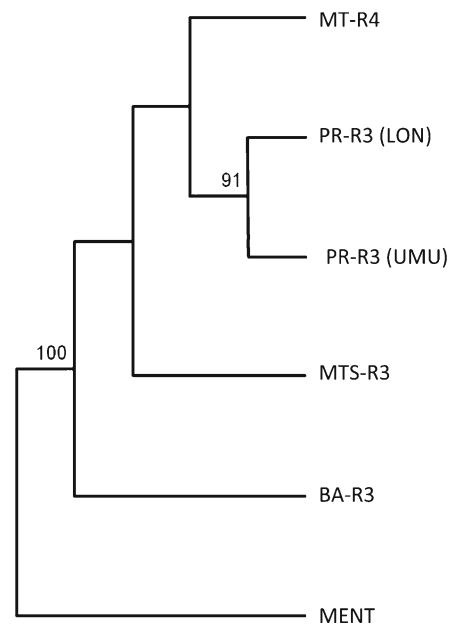 MT-R4
PR-R3 (LON)
91
PR-R3 (UMU)
100
MTS-R3
BA-R3
MENT